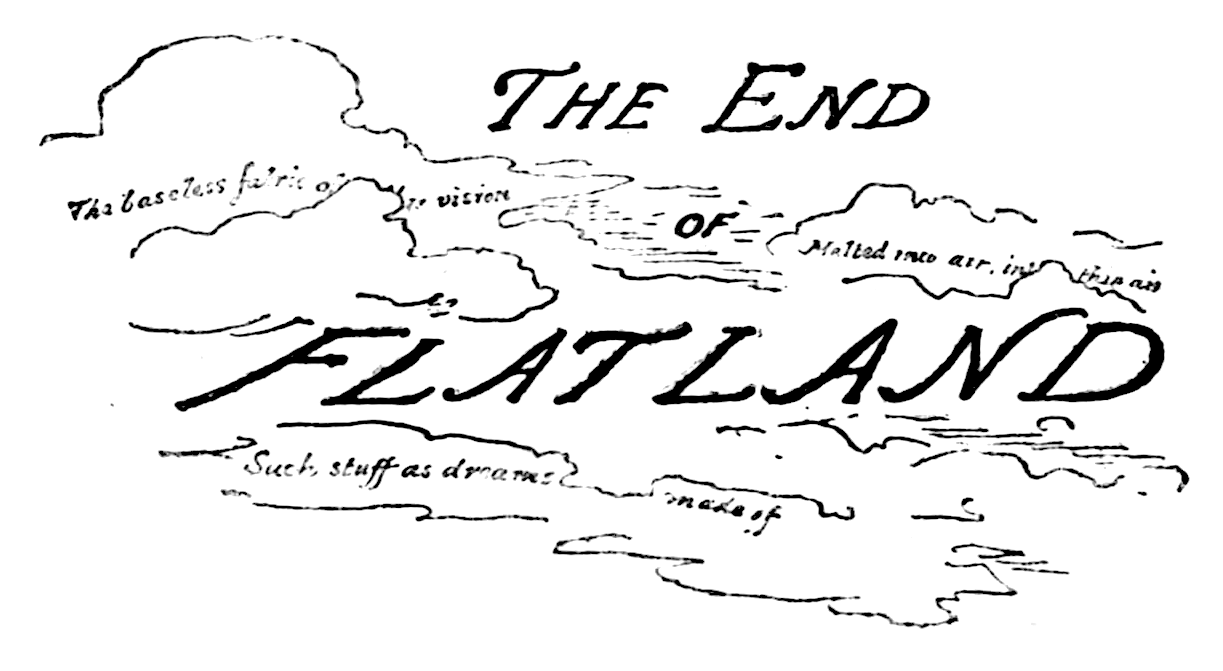 THE END
The baseless fabric of vision
OF
Melted into air, into thin air
FLATLAND
Such stuff as dreams
made of